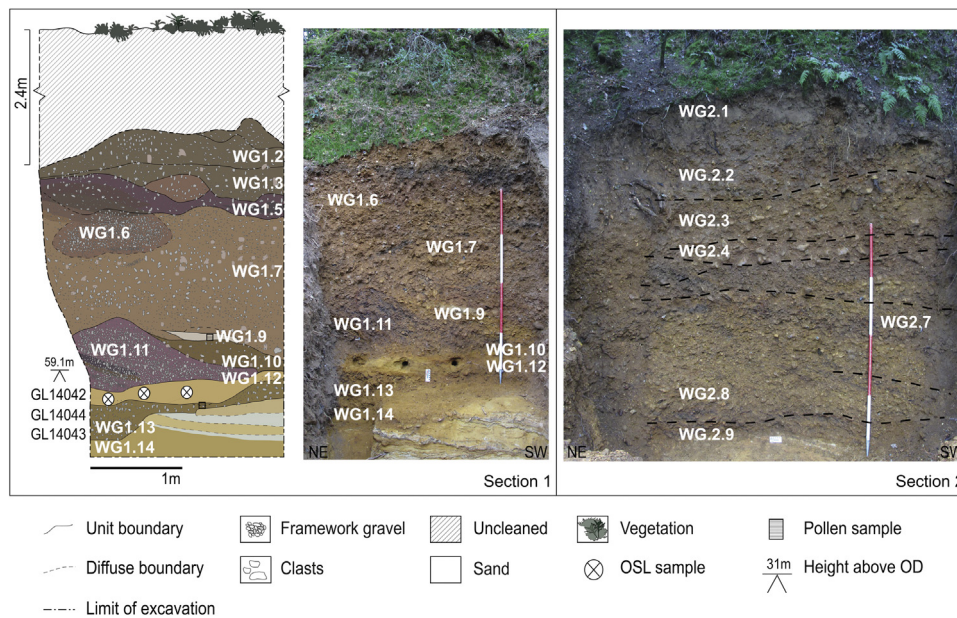 2.4m
WG1.2
WG1.3
WG1.5
WG1.6
WG1.7
WG1.9
WG1.11
WG1.10
WG1.12
59.1m
GL14042
GL14044
GL14043
WG1.13
WG1.14
1m
WG1.6
WG1.7
WG1.9
WG1.11
WG1.10
WG1.12
WG1.13
WG1.14
NE
SW
Section 1
WG2.1
WG.2.2
WG2.3
WG2.4
WG2,7
WG2.8
WG.2.9
NE
SW
Section 2
Unit boundary
Framework gravel
Uncleaned
Vegetation
Pollen sample
Diffuse boundary
Clasts
Sand
OSL sample
31m
Height above OD
Limit of excavation